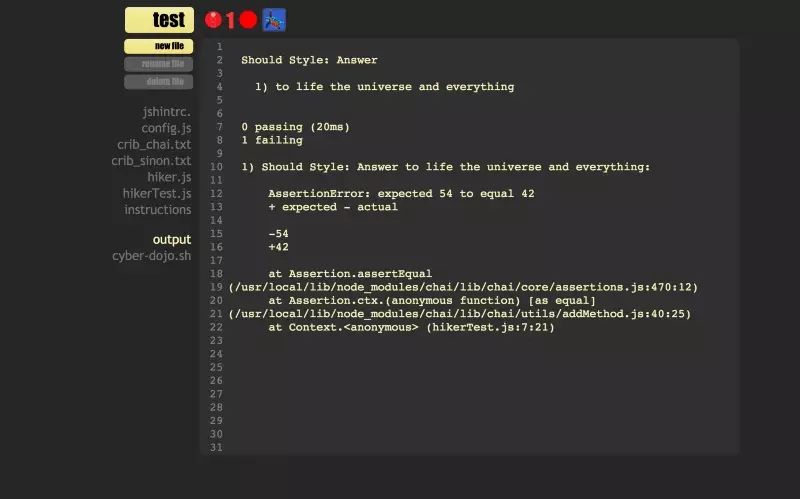 test
1
new file
rename file
delete file
jshintrc.
config.js
crib_chai.txt
crib_sinon.txt
hiker.js
hikerTest.js
instructions
output
cyber-dojo.sh
1
2 Should Style: Answer
3
4 1) to life the universe and everything
5
6
7 0 passing (20ms)
8 1 failing
9
10 1) Should Style: Answer to life the universe and everything:
11
12 AssertionError: expected 54 to equal 42
13 + expected - actual
14
15 -54
16 +42
17
18 at Assertion.assertEqual
19 (/usr/local/lib/node_modules/chai/lib/chai/core/assertions.js:470:12)
20 at Assertion.ctx.(anonymous function) [as equal]
21 (/usr/local/lib/node_modules/chai/lib/chai/utils/addMethod.js:40:25)
22 at Context.<anonymous> (hikerTest.js:7:21)
23
24
25
26
27
28
29
30
31